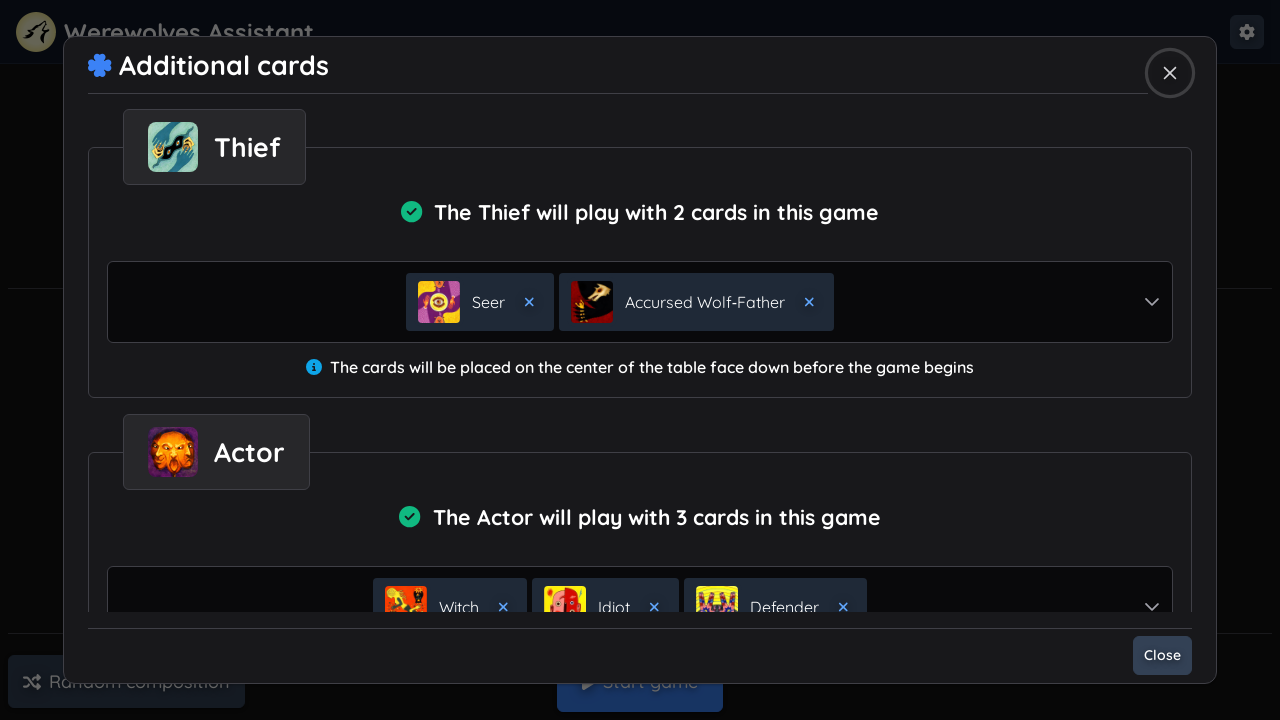 Werewolves Assistant
Additional cards
Thief
The Thief will play with 2 cards in this game
Seer
Accursed Wolf-Father
The cards will be placed on the center of the table face down before the game begins
Actor
The Actor will play with 3 cards in this game
Witch
Idiot
Defender
Close
Random composition
Start game